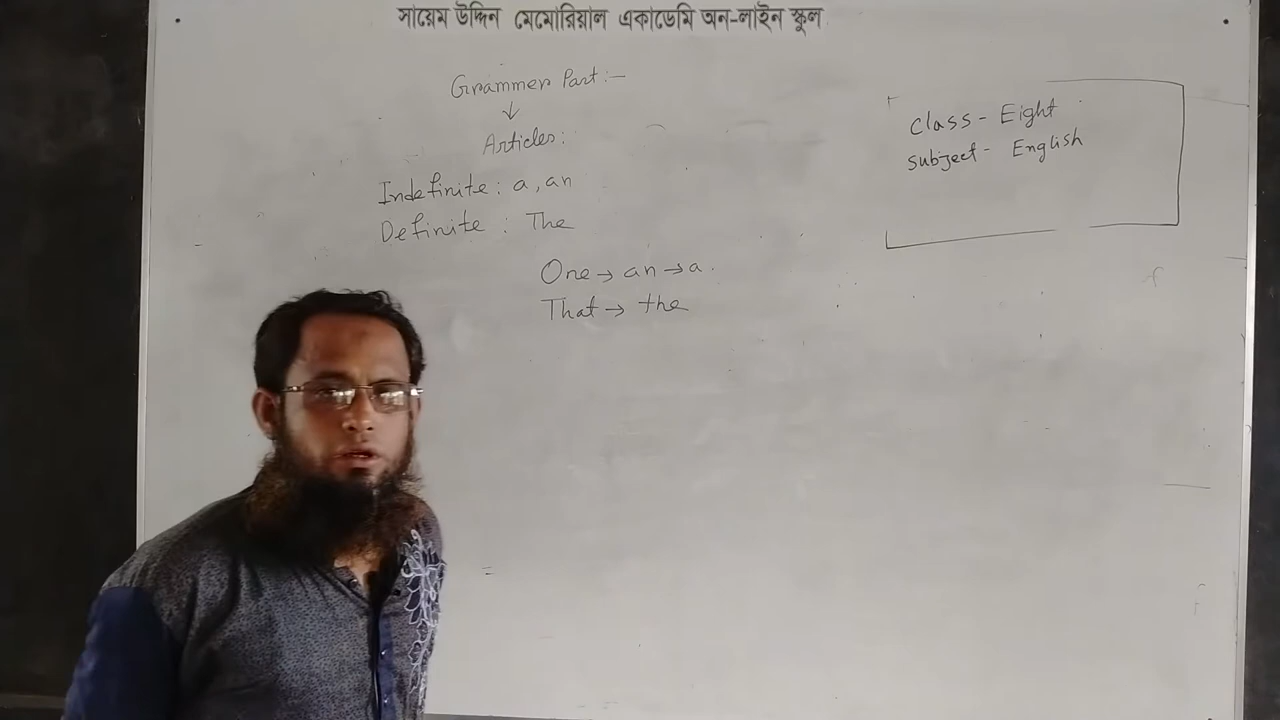 সায়েম উদ্দিন মেমোরিয়াল একাডেমি অন-লাইন স্কুল
Grammer Part:-
↓
Articles:
Indefinite: a, an
Definite: The
One → an → a.
That → the
Class- Eight
subject- English